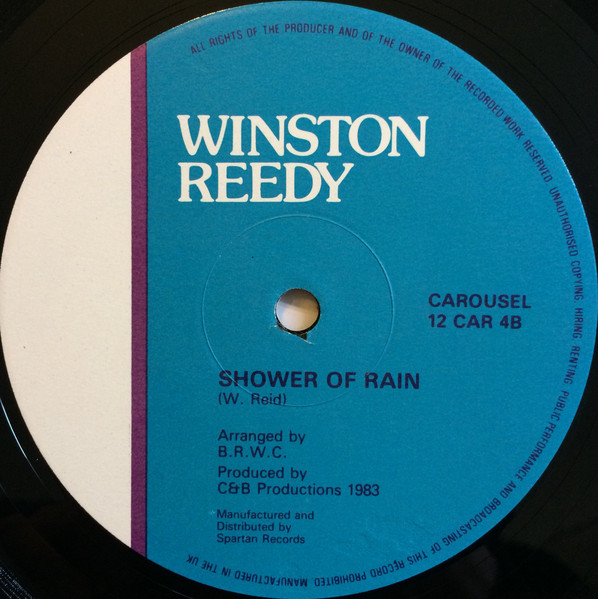 ALL RIGHTS OF THE PRODUCER AND OF THE OWNER OF THE RECORDED WORK RESERVED. UNAUTHORISED COPYING, HIRING, RENTING, PUBLIC PERFORMANCE AND BROADCASTING OF THIS RECORD PROHIBITED. MANUFACTURED IN THE UK
WINSTON
REEDY
CAROUSEL
12 CAR 4B
SHOWER OF RAIN
(W. Reid)
Arranged by
B.R.W.C.
Produced by
C&B Productions 1983
Manufactured and
Distributed by
Spartan Records